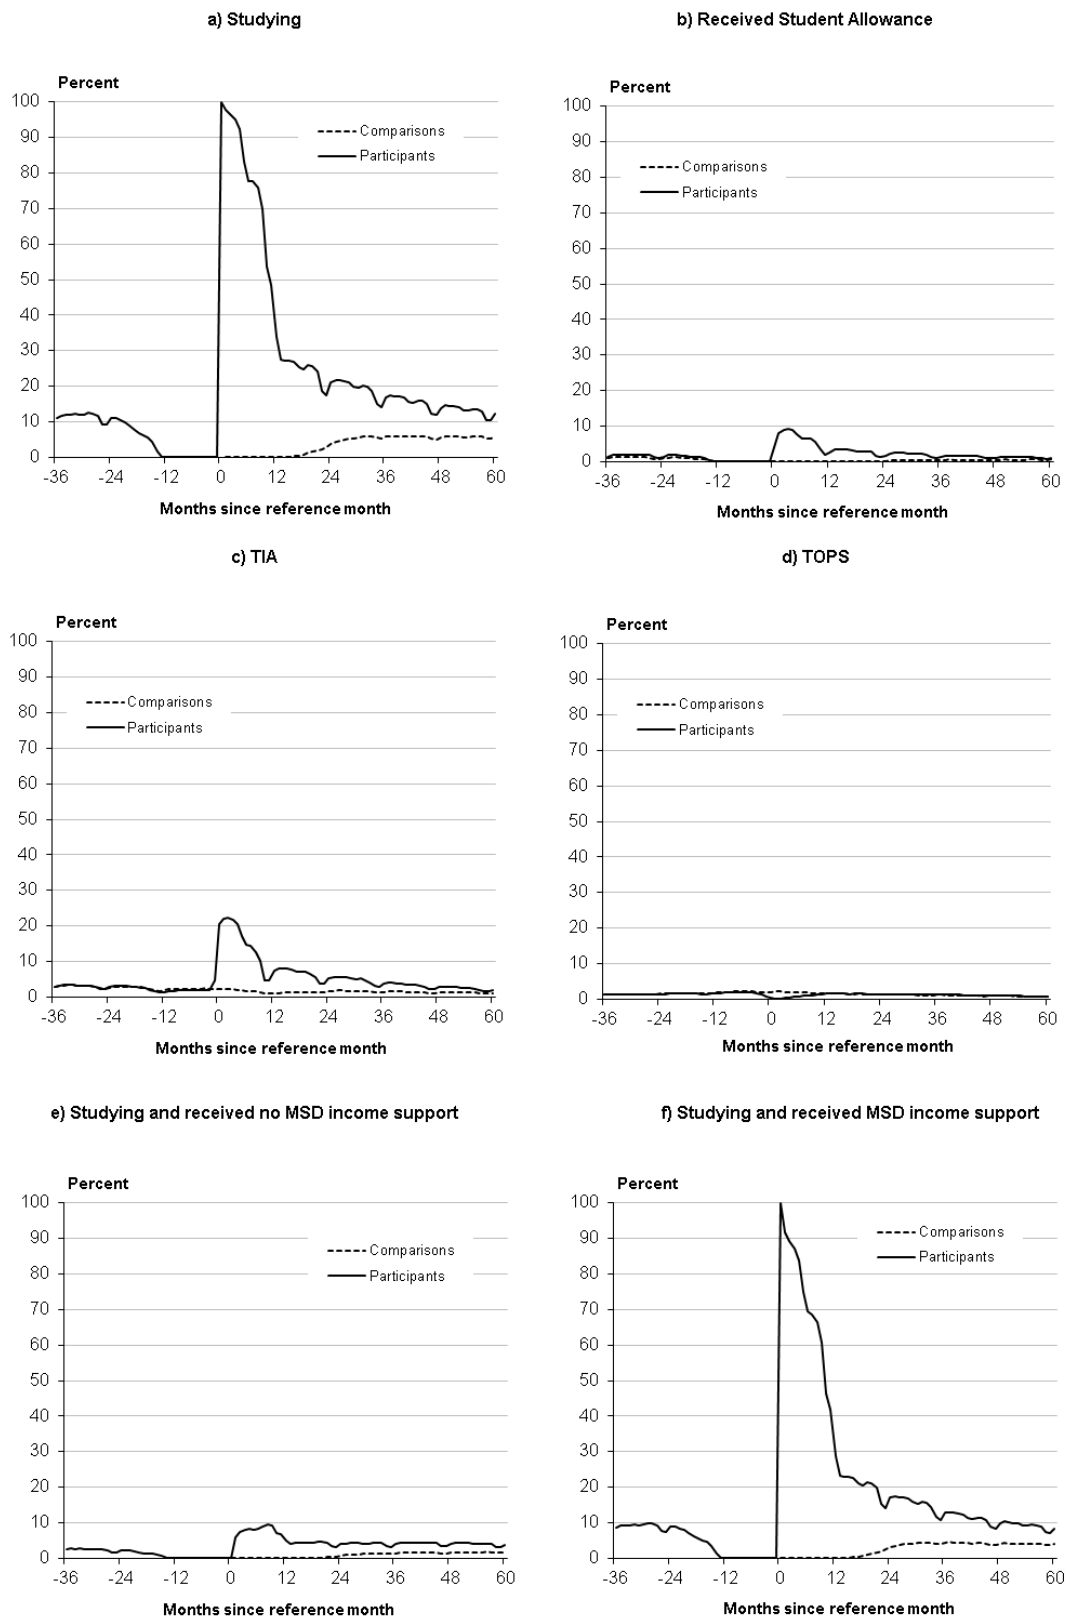 a) Studying
b) Received Student Allowance
Percent
100
90
80
70
60
50
40
30
20
10
0
Comparisons
Participants
-36 -24 -12 0 12 24 36 48 60
Months since reference month
Percent
100
90
80
70
60
50
40
30
20
10
0
Comparisons
Participants
-36 -24 -12 0 12 24 36 48 60
Months since reference month
c) TIA
d) TOPS
Percent
100
90
80
70
60
50
40
30
20
10
0
Comparisons
Participants
-36 -24 -12 0 12 24 36 48 60
Months since reference month
Percent
100
90
80
70
60
50
40
30
20
10
0
Comparisons
Participants
-36 -24 -12 0 12 24 36 48 60
Months since reference month
e) Studying and received no MSD income support
f) Studying and received MSD income support
Percent
100
90
80
70
60
50
40
30
20
10
0
Comparisons
Participants
-36 -24 -12 0 12 24 36 48 60
Months since reference month
Percent
100
90
80
70
60
50
40
30
20
10
0
Comparisons
Participants
-36 -24 -12 0 12 24 36 48 60
Months since reference month